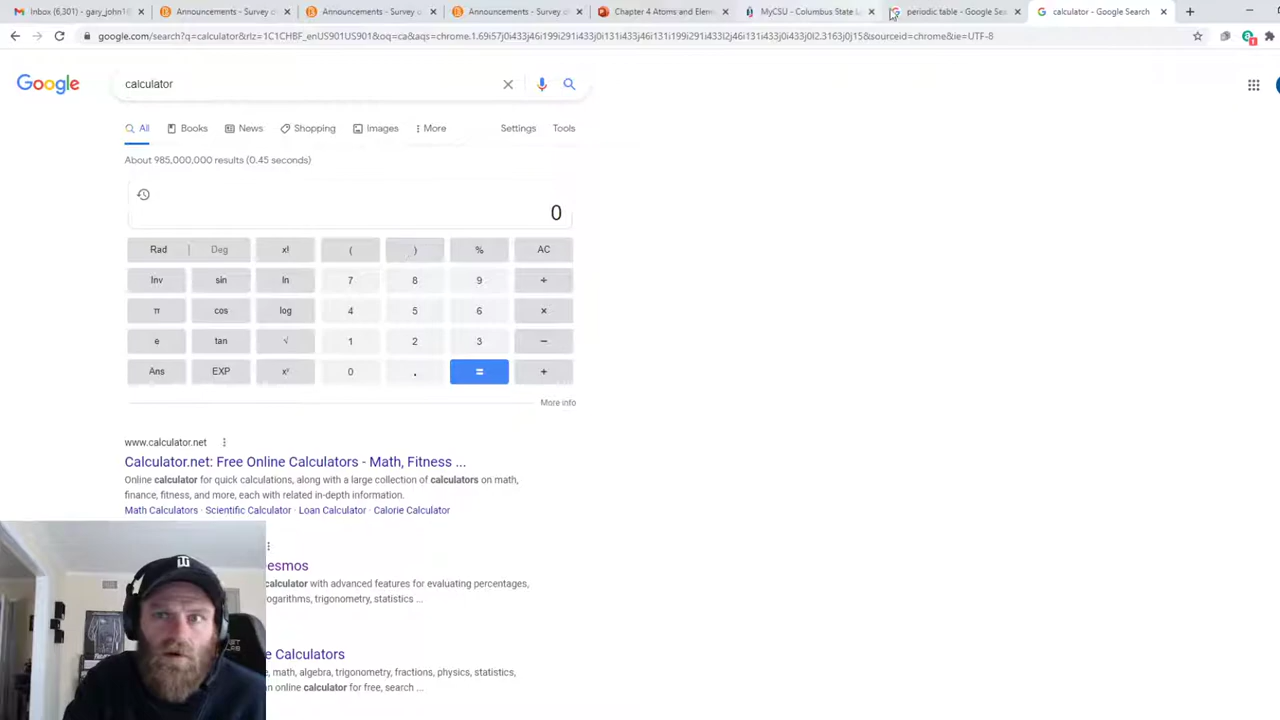 Inbox (6,301) - gary_john1
Announcements - Survey o
Announcements - Survey of
Announcements - Survey of
Chapter 4 Atoms and Eleme
MyCSU - Columbus State U
periodic table - Google Sea
calculator - Google Search
google.com/search?q=calculator&rlz=1C1CHBF_enUS901US901&oq=ca&aqs=chrome.1.69i57j0i433j46i199i291i433j0i131i433j46i131i199i291i433l2j0i131i433j0i433j0l2.3163j0j15&sourceid=chrome&ie=UTF-8
Google
calculator
All Books News Shopping Images More Settings Tools
About 985,000,000 results (0.45 seconds)
0
Rad Deg x! ( ) % AC
Inv sin ln 7 8 9 ÷
π cos log 4 5 6 ×
e tan √ 1 2 3 −
Ans EXP 0 . = +
More info
www.calculator.net
Calculator.net: Free Online Calculators - Math, Fitness ...
Online calculator for quick calculations, along with a large collection of calculators on math,
finance, fitness, and more, each with related in-depth information.
Math Calculators · Scientific Calculator · Loan Calculator · Calorie Calculator
esmos
calculator with advanced features for evaluating percentages,
ogarithms, trigonometry, statistics ...
e Calculators
, math, algebra, trigonometry, fractions, physics, statistics,
n online calculator for free, search ...